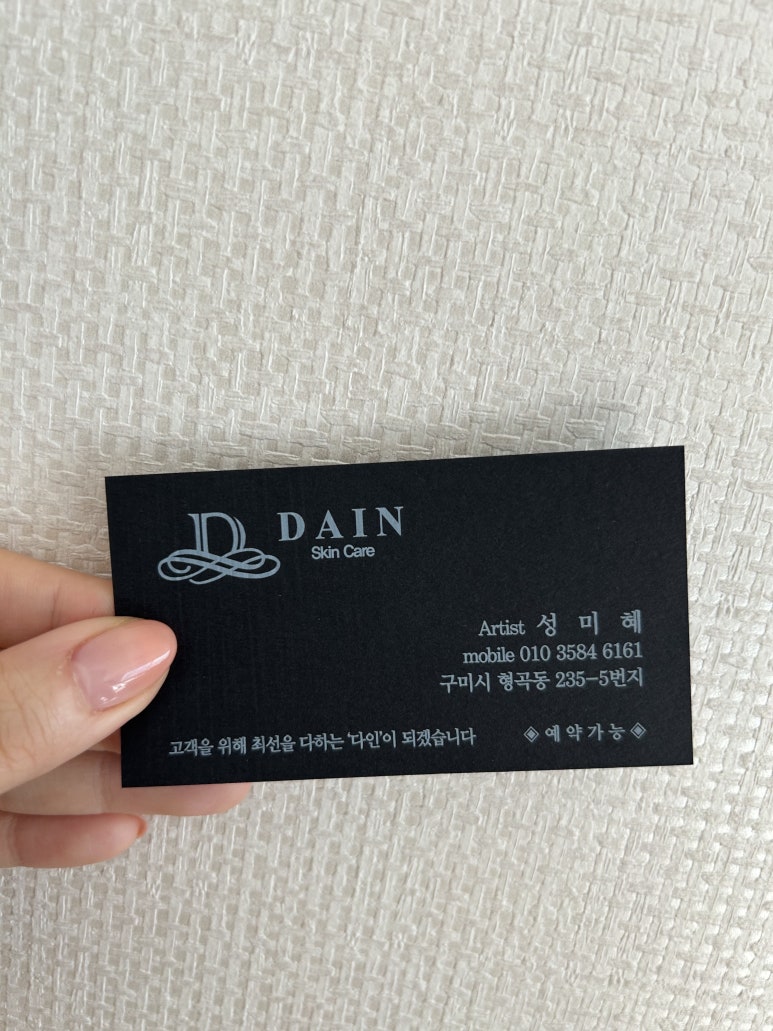 D DAIN
Skin Care
Artist 성 미 혜
mobile 010 3584 6161
구미시 형곡동 235-5번지
고객을 위해 최선을 다하는 '다인'이 되겠습니다
◈ 예 약 가 능 ◈